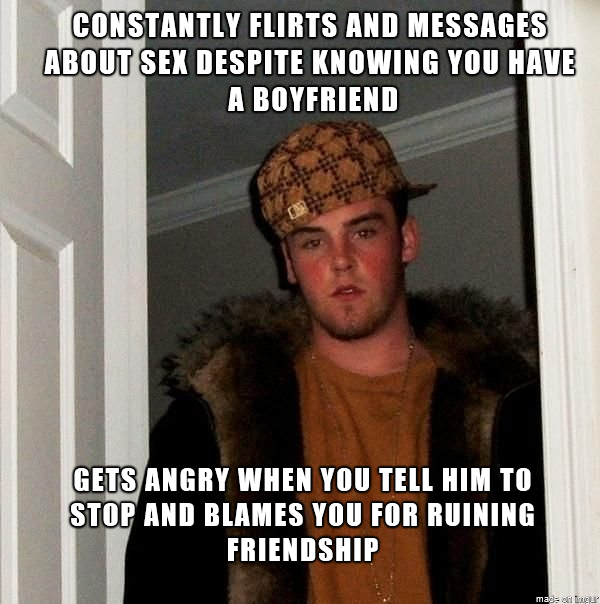 CONSTANTLY FLIRTS AND MESSAGES
ABOUT SEX DESPITE KNOWING YOU HAVE
A BOYFRIEND
GETS ANGRY WHEN YOU TELL HIM TO
STOP AND BLAMES YOU FOR RUINING
FRIENDSHIP
made on imgur